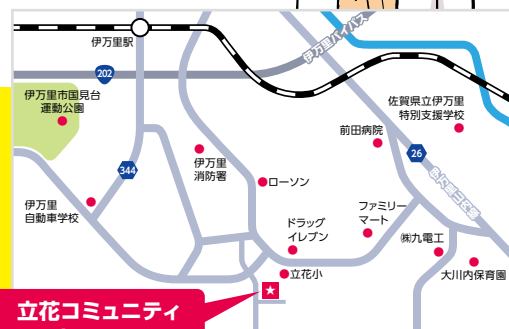 伊万里駅
伊万里バイパス
202
伊万里市国見台
運動公園
佐賀県立伊万里
特別支援学校
前田病院
26
伊万里
消防署
344
ローソン
伊万里
自動車学校
ファミリー
マート
ドラッグ
イレブン
㈱九電工
立花小
大川内保育園
立花コミュニティ